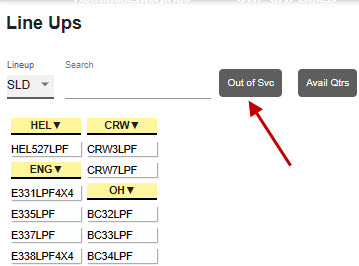 Line Ups
Lineup
Search
SLD
Out of Svc
Avail Qtrs
HEL▼
CRW▼
HEL527LPF
CRW3LPF
ENG▼
CRW7LPF
E331LPF4X4
OH▼
E335LPF
BC32LPF
E337LPF
BC33LPF
E338LPF4X4
BC34LPF